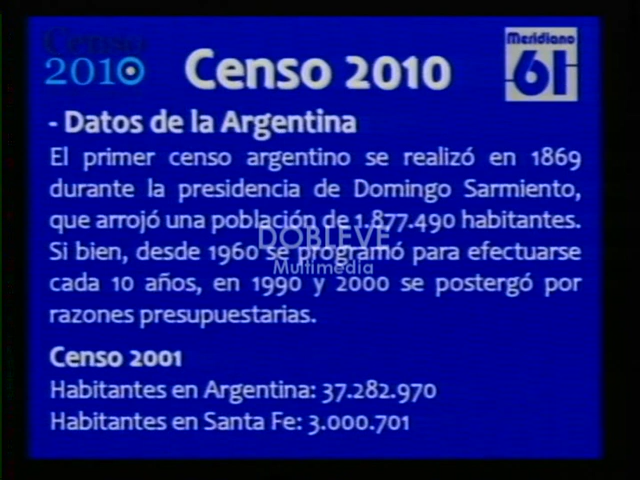 Censo
2010
Censo 2010
Meridiano
61
- Datos de la Argentina
El primer censo argentino se realizó en 1869
durante la presidencia de Domingo Sarmiento,
que arrojó una población de 1.877.490 habitantes.
Si bien, desde 1960 se programó para efectuarse
cada 10 años, en 1990 y 2000 se postergó por
razones presupuestarias.
DOBLEVE
Multimedia
Censo 2001
Habitantes en Argentina: 37.282.970
Habitantes en Santa Fe: 3.000.701